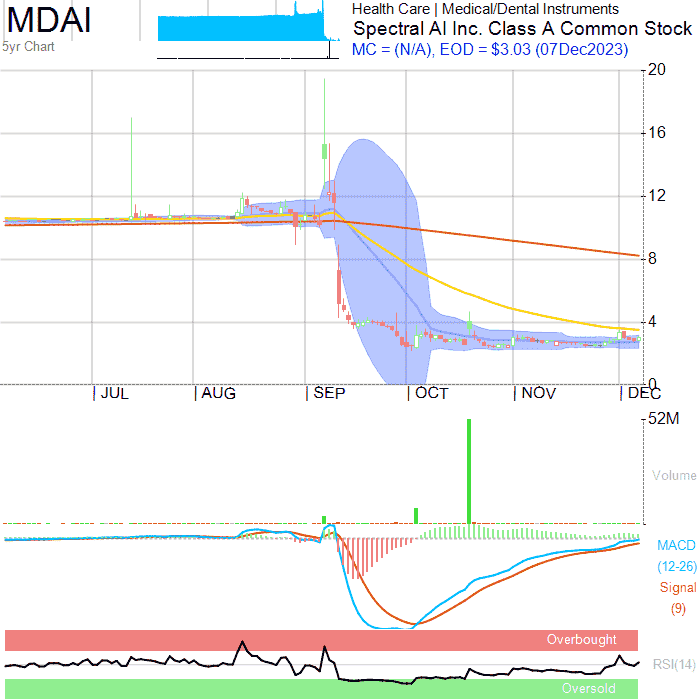 MDAI
5yr Chart
Health Care | Medical/Dental Instruments
Spectral AI Inc. Class A Common Stock
MC = (N/A), EOD = $3.03 (07Dec2023)
20
16
12
8
4
0
JUL AUG SEP OCT NOV DEC
52M
Volume
MACD
(12-26)
Signal
(9)
Overbought
RSI(14)
Oversold